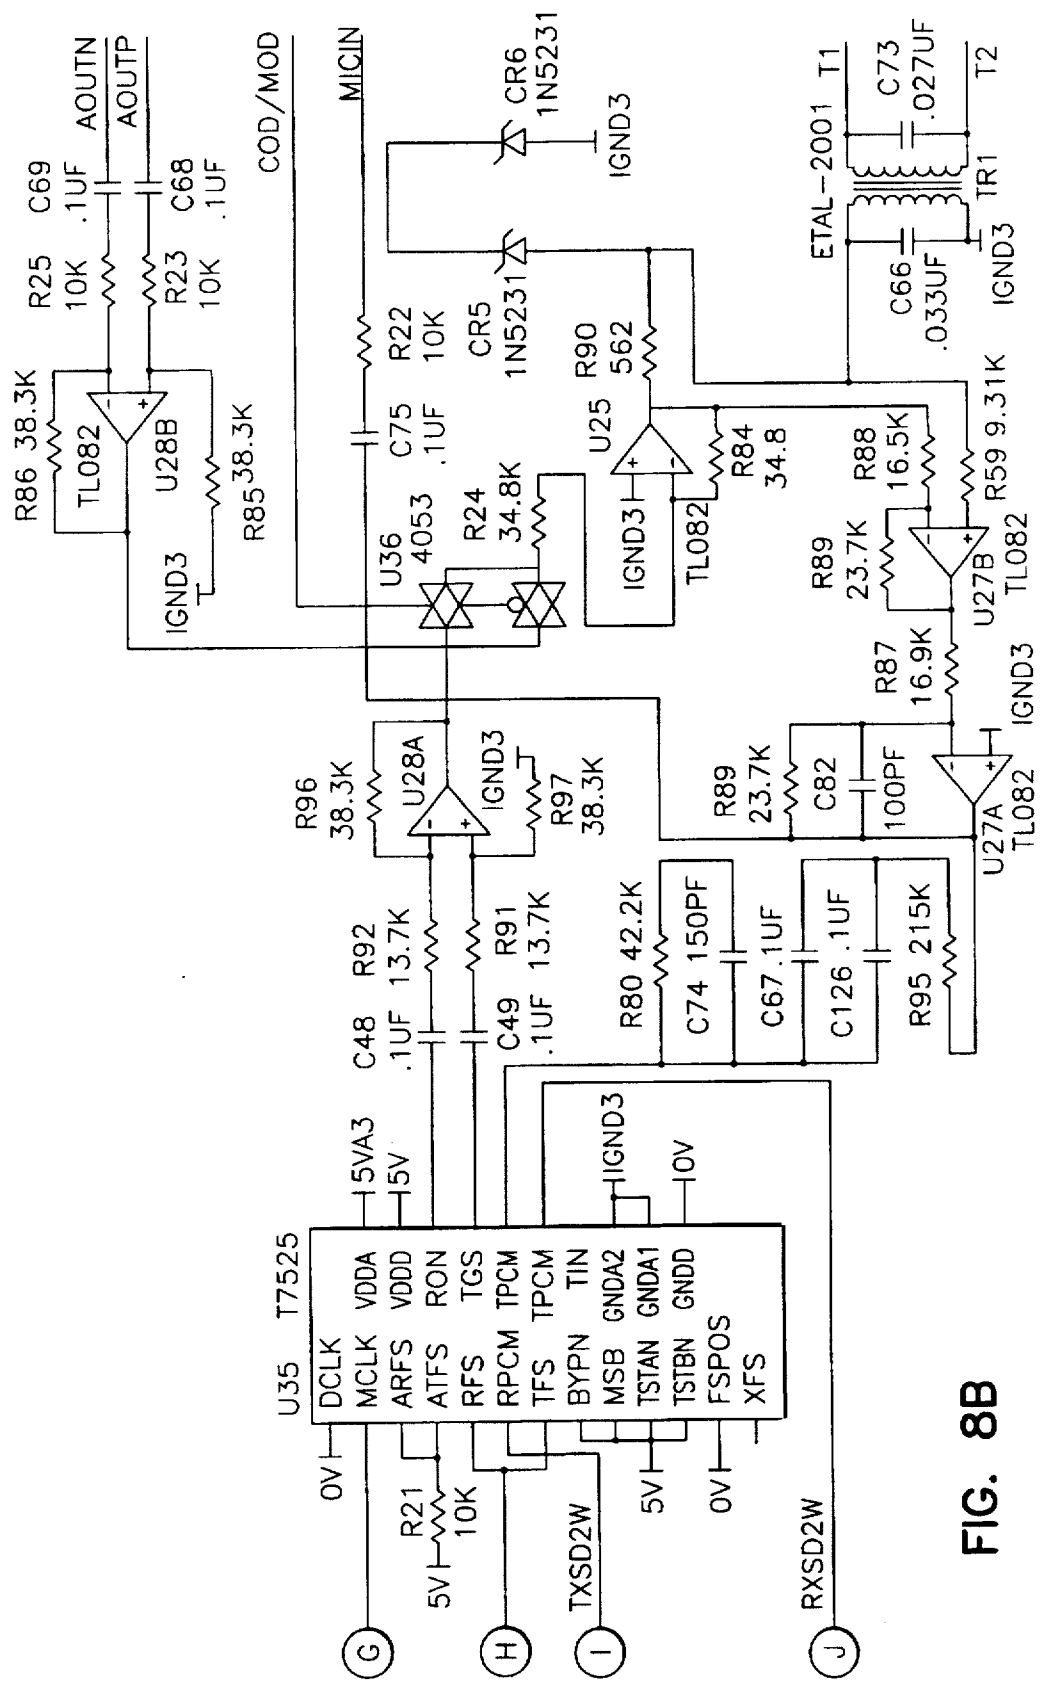 AOUTN
AOUTP
C69
.1UF
C68
.1UF
R25
10K
R23
10K
R86 38.3K
TL082
-
+
U28B
R85
38.3K
IGND3
COD/MOD
MICIN
R22
10K
C75
.1UF
U36
4053
R24
34.8K
CR6
1N5231
IGND3
CR5
1N5231
R90
562
U25
+
-
IGND3
TL082
R84
34.8
ETAL-2001
T1
C73
.027UF
T2
TR1
C66
.033UF
IGND3
R88
16.5K
R59 9.31K
R89
23.7K
-
+
U27B
TL082
R87
16.9K
IGND3
R89
23.7K
C82
100PF
-
+
U27A
TL082
R96
38.3K
U28A
-
+
IGND3
R97
38.3K
R92
13.7K
R91
13.7K
C48
.1UF
C49
.1UF
R80 42.2K
C74 150PF
C67 .1UF
C126 .1UF
R95 215K
U35 T7525
5VA3
5V
IGND3
0V
DCLK
MCLK VDDA
ARFS VDDD
ATFS RON
RFS TGS
RPCM TPCM
TFS TPCM
BYPN TIN
MSB GNDA2
TSTAN GNDA1
TSTBN GNDD
FSPOS
XFS
0V
R21
10K
5V
5V
0V
TXSD2W
RXSD2W
G
H
I
J
FIG. 8B